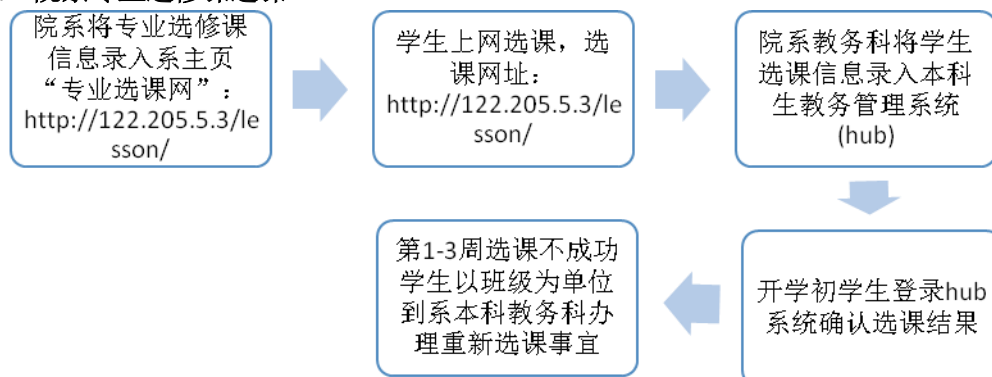 院系将专业选修课
信息录入系主页
“专业选课网”：
http://122.205.5.3/le
sson/
学生上网选课，选
课网址：
http://122.205.5.3/le
sson/
院系教务科将学生
选课信息录入本科
生教务管理系统
(hub)
开学初学生登录hub
系统确认选课结果
第1-3周选课不成功
学生以班级为单位
到系本科教务科办
理重新选课事宜